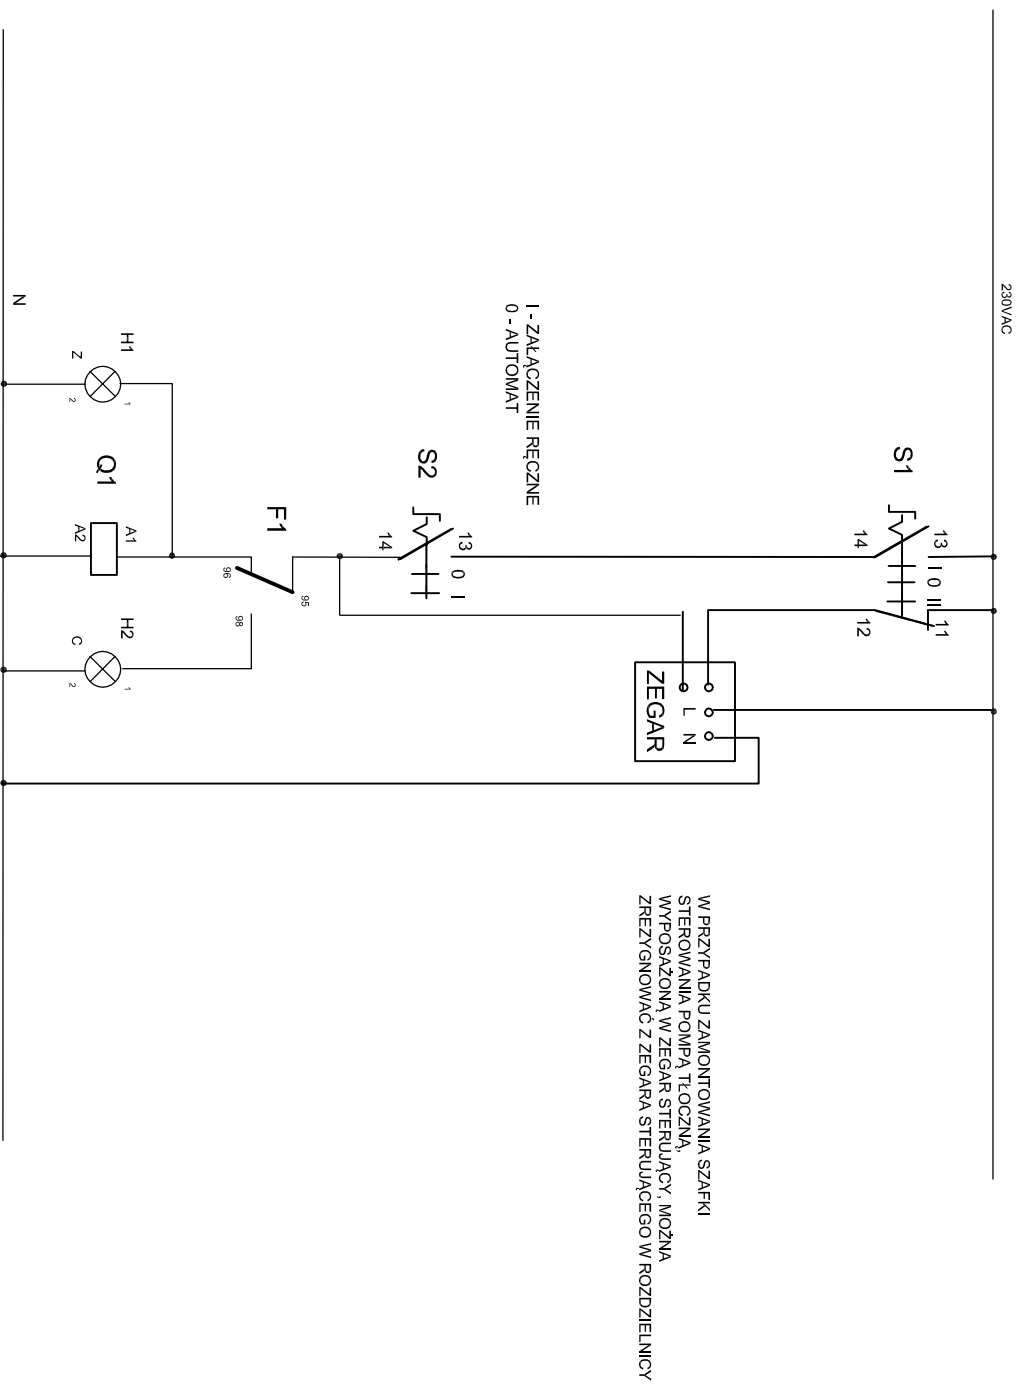 230VAC
S1
13
14
I 0 II
11
12
I - ZAŁĄCZENIE RĘCZNE
0 - AUTOMAT
S2
13
14
0 I
L N
ZEGAR
W PRZYPADKU ZAMONTOWANIA SZAFKI
STEROWANIA POMPĄ TŁOCZNĄ,
WYPOSAŻONĄ W ZEGAR STERUJĄCY, MOŻNA
ZREZYGNOWAĆ Z ZEGARA STERUJĄCEGO W ROZDZIELNICY
F1
95
96
98
H1
1
Z
2
Q1
A1
A2
H2
1
C
2
N